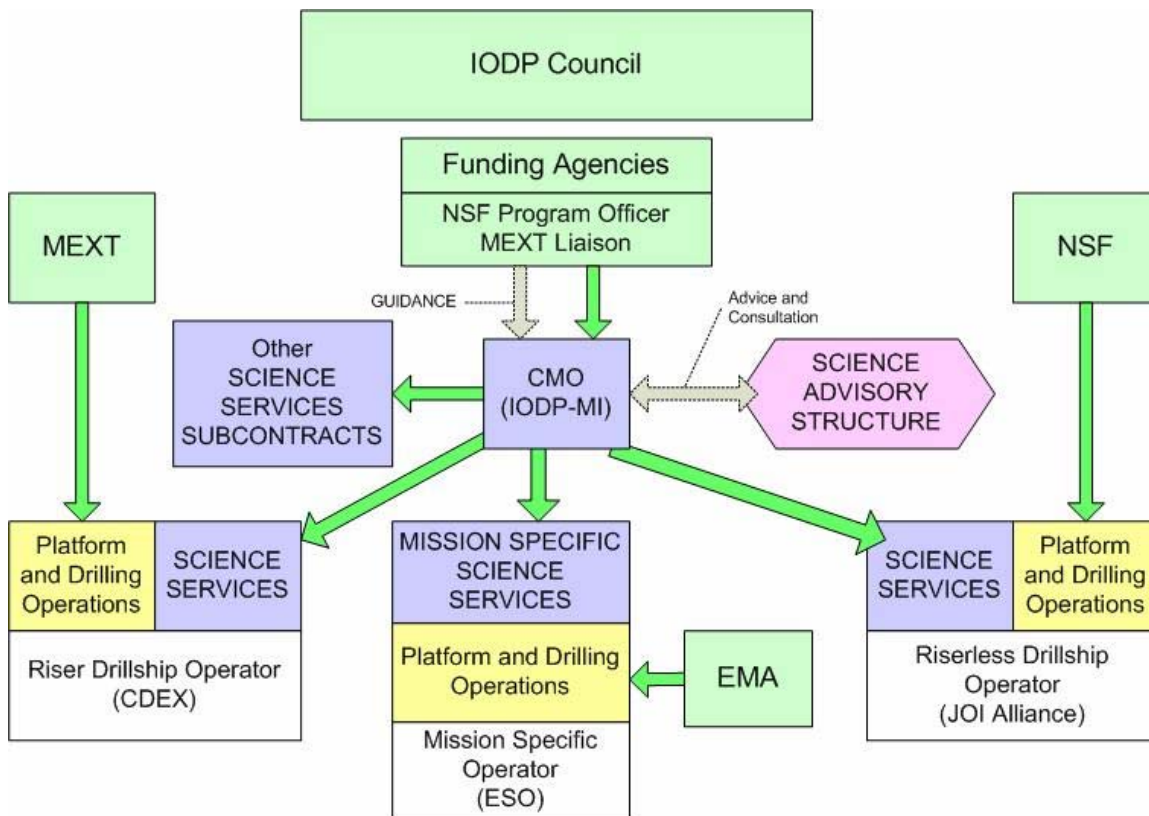 IODP Council
Funding Agencies
NSF Program Officer
MEXT Liaison
MEXT
NSF
GUIDANCE
Advice and
Consultation
Other
SCIENCE
SERVICES
SUBCONTRACTS
CMO
(IODP-MI)
SCIENCE
ADVISORY
STRUCTURE
Platform
and Drilling
Operations
SCIENCE
SERVICES
Riser Drillship Operator
(CDEX)
MISSION SPECIFIC
SCIENCE
SERVICES
Platform and Drilling
Operations
Mission Specific
Operator
(ESO)
EMA
SCIENCE
SERVICES
Platform
and Drilling
Operations
Riserless Drillship
Operator
(JOI Alliance)